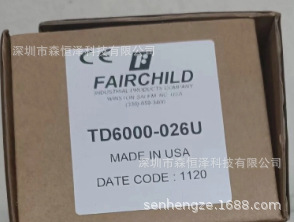 深圳市森恒泽科技有限公司
CE
FAIRCHILD
INDUSTRIAL PRODUCTS COMPANY
TD6000-026U
MADE IN USA
深圳市森恒泽科技有限公司
DATE CODE : 1120
senhengze.1688.com